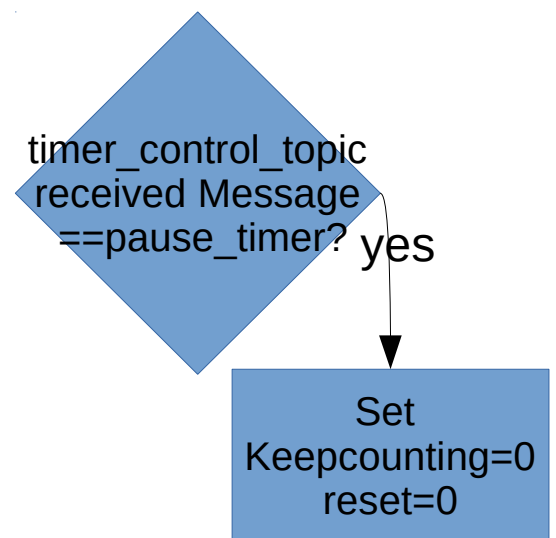 timer_control_topic
received Message
==pause_timer?
yes
Set
Keepcounting=0
reset=0